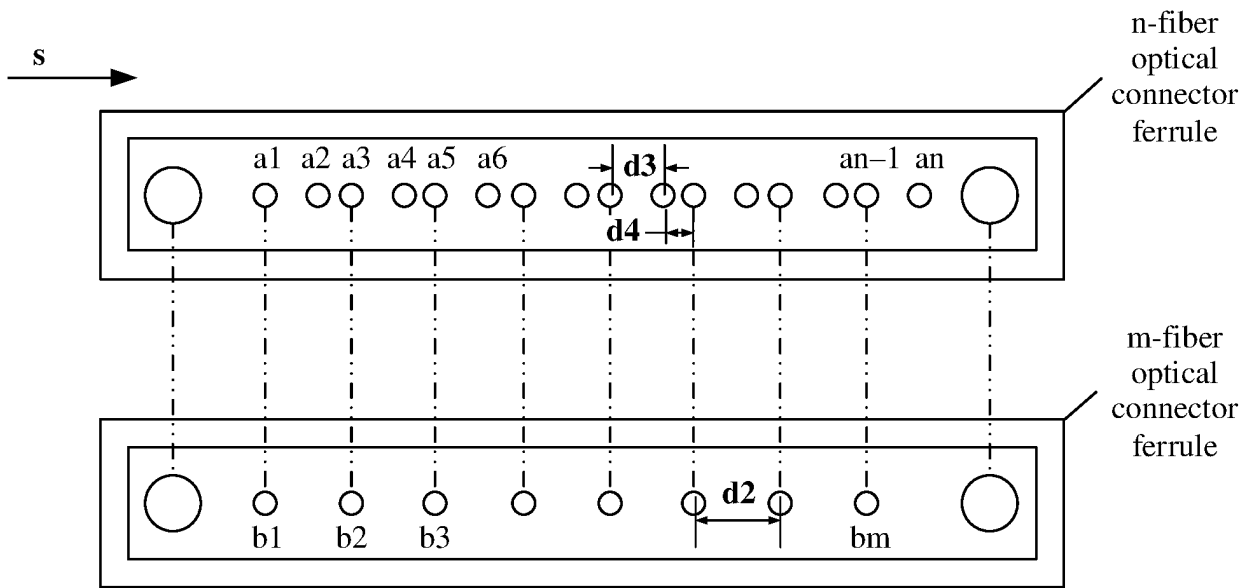 n-fiber
optical
connector
ferrule
s
a1 a2 a3 a4 a5 a6 d3 an–1 an
d4
m-fiber
optical
connector
ferrule
d2
b1 b2 b3 bm